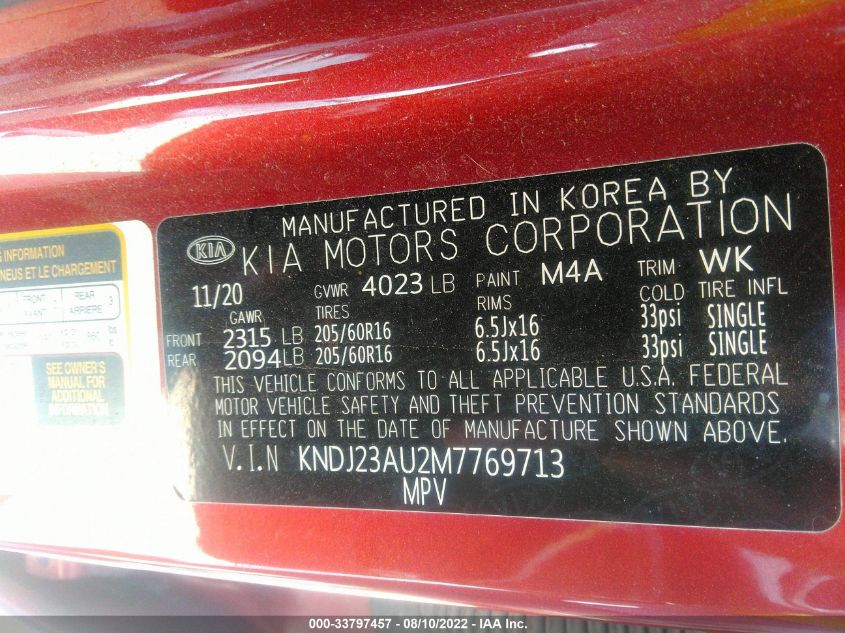 MANUFACTURED IN KOREA BY
KIA KIA MOTORS CORPORATION
11/20 GVWR 4023 LB PAINT M4A TRIM WK
GAWR TIRES RIMS COLD TIRE INFL
FRONT 2315 LB 205/60R16 6.5Jx16 33psi SINGLE
REAR 2094 LB 205/60R16 6.5Jx16 33psi SINGLE
THIS VEHICLE CONFORMS TO ALL APPLICABLE U.S.A. FEDERAL
MOTOR VEHICLE SAFETY AND THEFT PREVENTION STANDARDS
IN EFFECT ON THE DATE OF MANUFACTURE SHOWN ABOVE.
V.I.N KNDJ23AU2M7769713
MPV
INFORMATION
NEUS ET LE CHARGEMENT
FRONT REAR
AVANT ARRIÈRE 3
SEE OWNER'S
MANUAL FOR
ADDITIONAL
INFORMATION
000-33797457 - 08/10/2022 - IAAI.COM